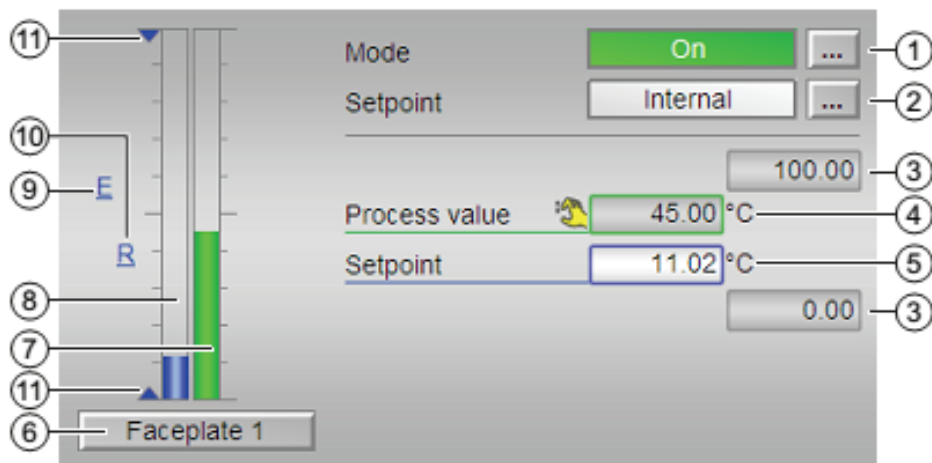 11
Mode On ... 1
Setpoint Internal ... 2
10
9 E
100.00 3
Process value 45.00 °C 4
R
Setpoint 11.02 °C 5
8
0.00 3
7
11
6 Faceplate 1